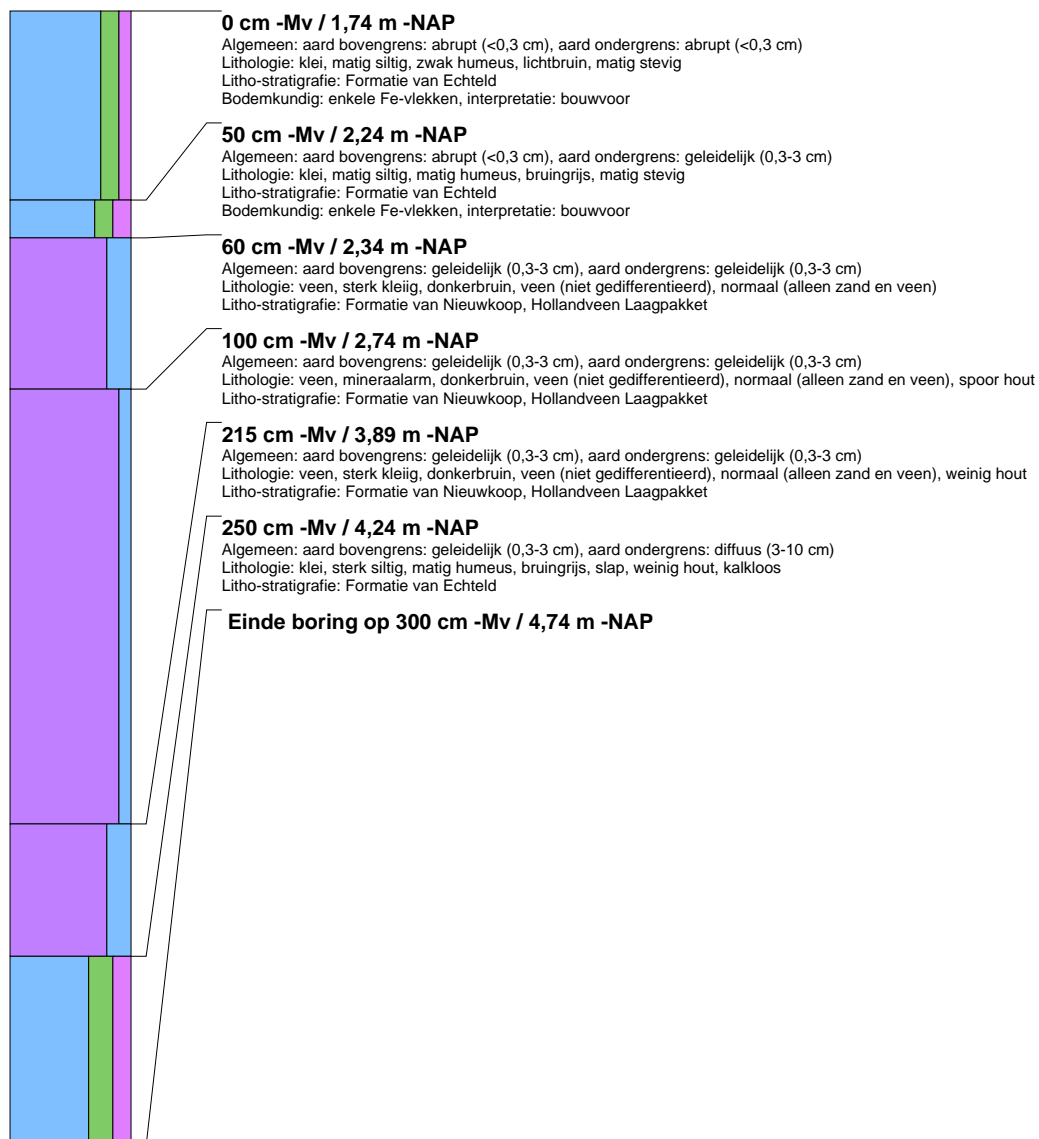 0 cm -Mv / 1,74 m -NAP
Algemeen: aard bovengrens: abrupt (<0,3 cm), aard ondergrens: abrupt (<0,3 cm)
Lithologie: klei, matig siltig, zwak humeus, lichtbruin, matig stevig
Litho-stratigrafie: Formatie van Echteld
Bodemkundig: enkele Fe-vlekken, interpretatie: bouwvoor
50 cm -Mv / 2,24 m -NAP
Algemeen: aard bovengrens: abrupt (<0,3 cm), aard ondergrens: geleidelijk (0,3-3 cm)
Lithologie: klei, matig siltig, matig humeus, bruingrijs, matig stevig
Litho-stratigrafie: Formatie van Echteld
Bodemkundig: enkele Fe-vlekken, interpretatie: bouwvoor
60 cm -Mv / 2,34 m -NAP
Algemeen: aard bovengrens: geleidelijk (0,3-3 cm), aard ondergrens: geleidelijk (0,3-3 cm)
Lithologie: veen, sterk kleiig, donkerbruin, veen (niet gedifferentieerd), normaal (alleen zand en veen)
Litho-stratigrafie: Formatie van Nieuwkoop, Hollandveen Laagpakket
100 cm -Mv / 2,74 m -NAP
Algemeen: aard bovengrens: geleidelijk (0,3-3 cm), aard ondergrens: geleidelijk (0,3-3 cm)
Lithologie: veen, mineraalarm, donkerbruin, veen (niet gedifferentieerd), normaal (alleen zand en veen), spoor hout
Litho-stratigrafie: Formatie van Nieuwkoop, Hollandveen Laagpakket
215 cm -Mv / 3,89 m -NAP
Algemeen: aard bovengrens: geleidelijk (0,3-3 cm), aard ondergrens: geleidelijk (0,3-3 cm)
Lithologie: veen, sterk kleiig, donkerbruin, veen (niet gedifferentieerd), normaal (alleen zand en veen), weinig hout
Litho-stratigrafie: Formatie van Nieuwkoop, Hollandveen Laagpakket
250 cm -Mv / 4,24 m -NAP
Algemeen: aard bovengrens: geleidelijk (0,3-3 cm), aard ondergrens: diffuus (3-10 cm)
Lithologie: klei, sterk siltig, matig humeus, bruingrijs, slap, weinig hout, kalkloos
Litho-stratigrafie: Formatie van Echteld
Einde boring op 300 cm -Mv / 4,74 m -NAP